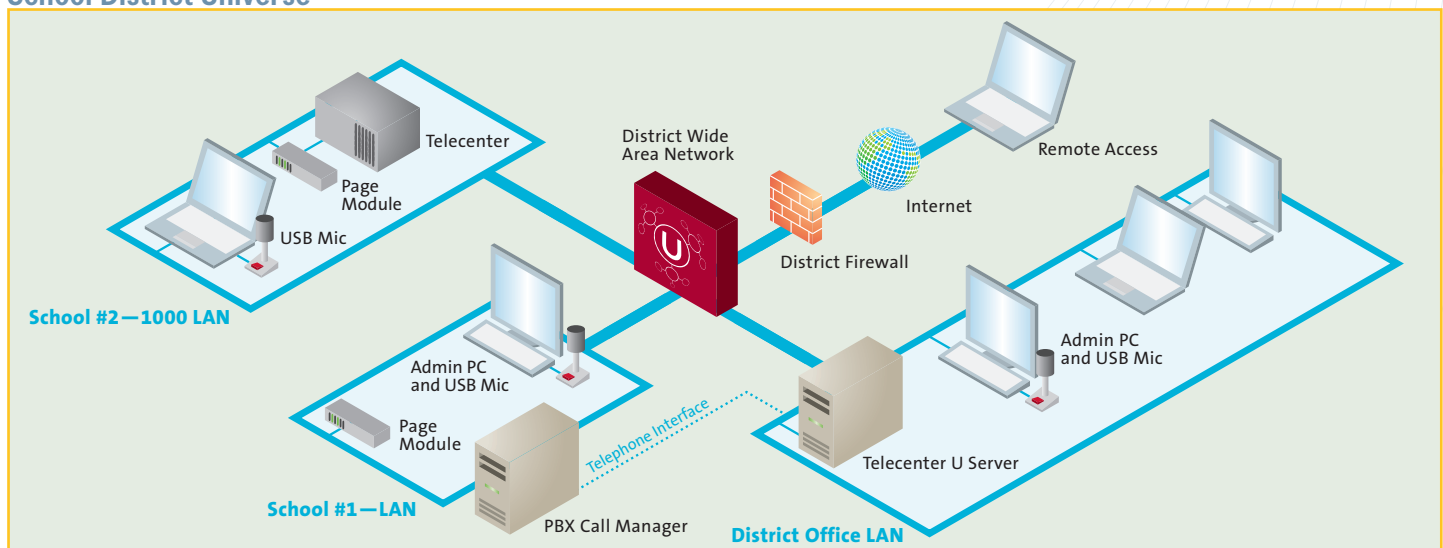 School District Universe
Telecenter
Page
Module
USB Mic
School #2—1000 LAN
District Wide
Area Network
U
District Firewall
Internet
Remote Access
Admin PC
and USB Mic
Page
Module
School #1—LAN
PBX Call Manager
Telephone Interface
Telecenter U Server
Admin PC
and USB Mic
District Office LAN